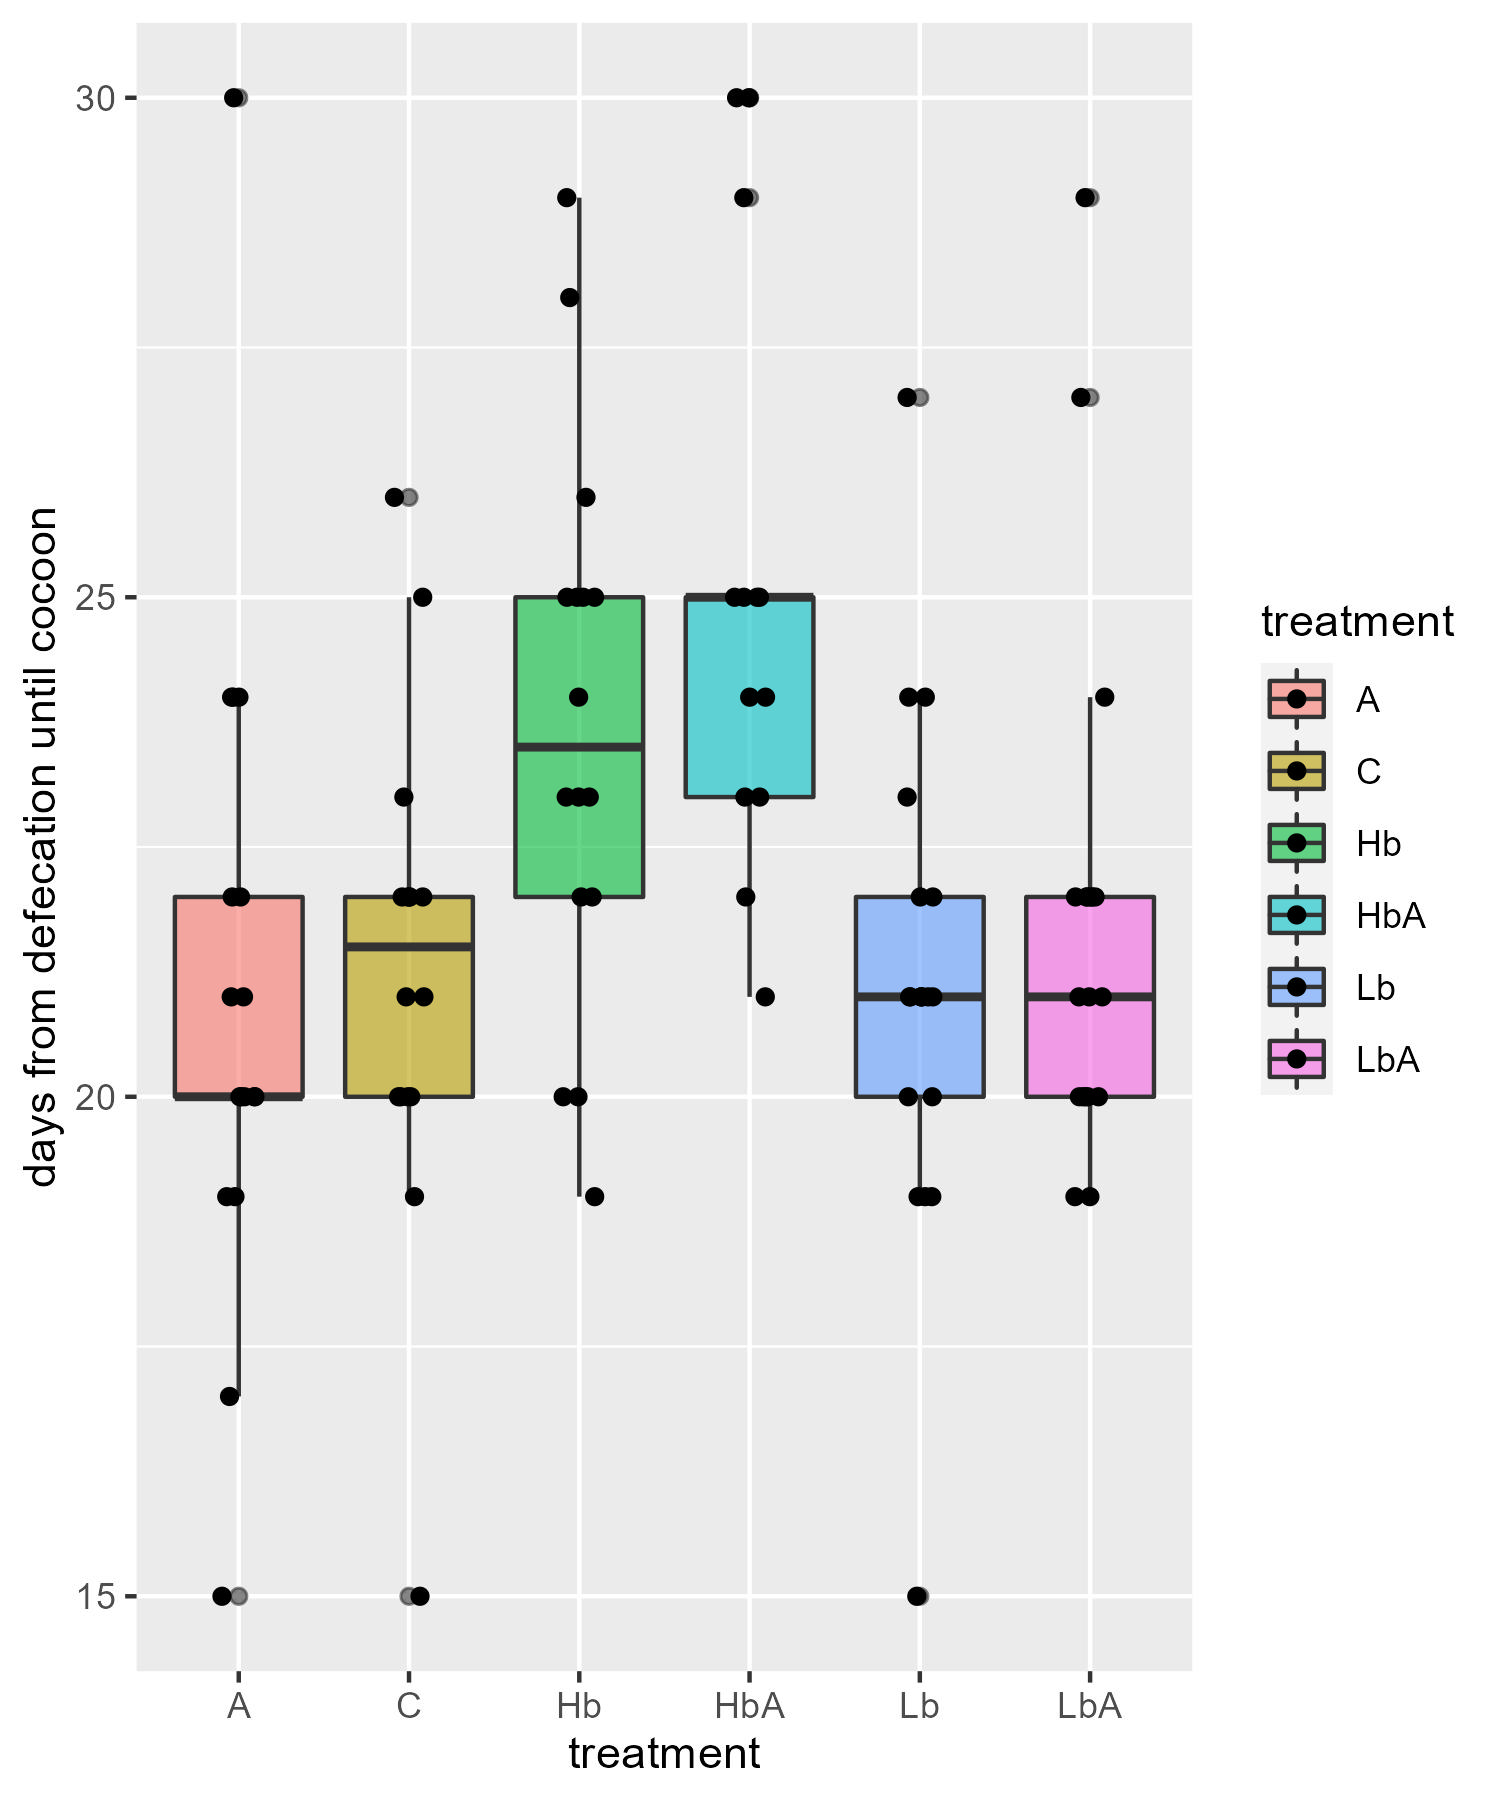 days from defecation until cocoon
30
25
20
15
A
C
Hb
HbA
Lb
LbA
treatment
treatment
A
C
Hb
HbA
Lb
LbA